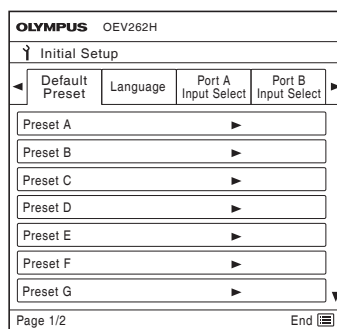 OLYMPUS OEV262H
Initial Setup
Default Preset Language Port A Input Select Port B Input Select
Preset A
Preset B
Preset C
Preset D
Preset E
Preset F
Preset G
Page 1/2 End